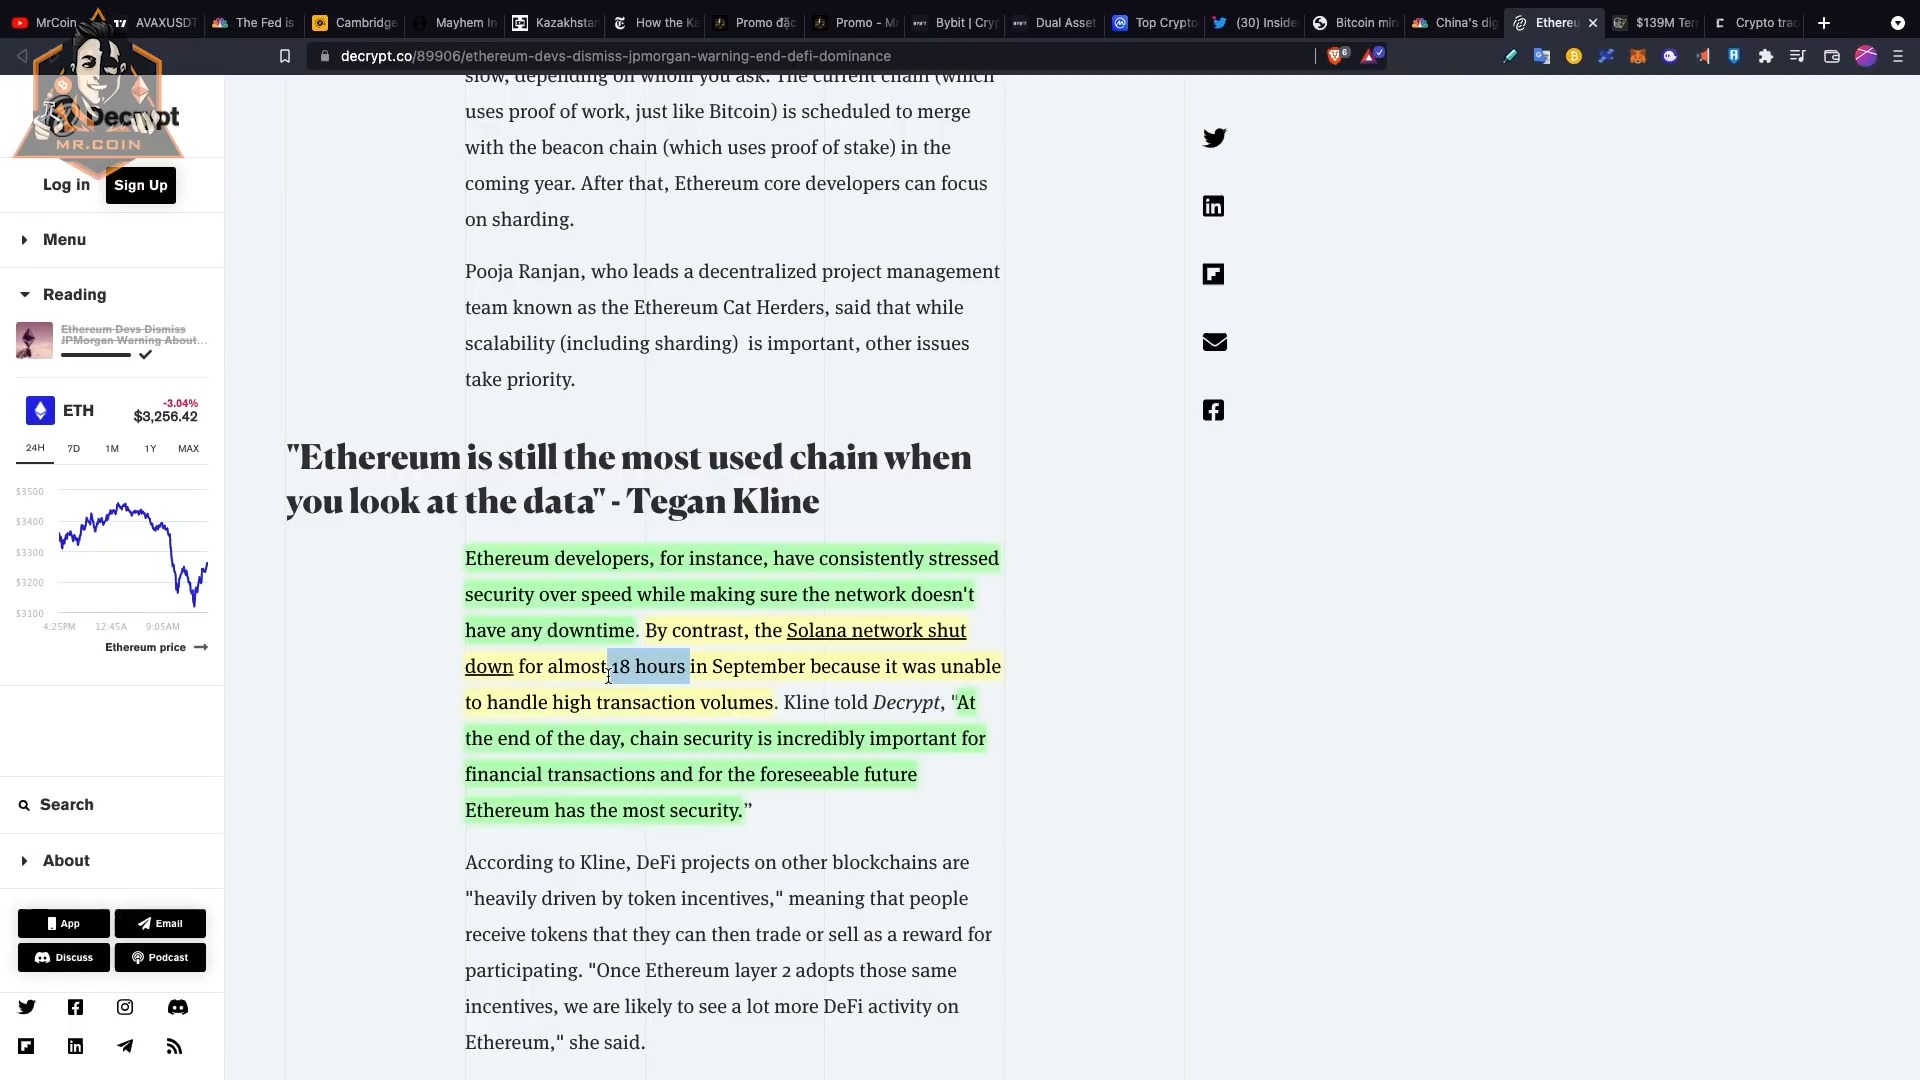 MrCoin
AVAXUSDT
The Fed is
Cambridge
Mayhem In
Kazakhstan
How the Ka
Promo đặc
Promo - Mr
Bybit | Cry
Dual Asset
Top Crypto
(30) Inside
Bitcoin min
China's dig
Ethereu
$139M Ter
Crypto trac
decrypt.co/89906/ethereum-devs-dismiss-jpmorgan-warning-end-defi-dominance
6
Decrypt
MR.COIN
Log in
Sign Up
Menu
Reading
Ethereum Devs Dismiss
JPMorgan Warning About...
ETH
-3.04%
$3,256.42
24H 7D 1M 1Y MAX
$3500
$3400
$3300
$3200
$3100
4:25PM 12:45A 9:05AM
Ethereum price
Search
About
App
Email
Discuss
Podcast
slow, depending on whom you ask. The current chain (which
uses proof of work, just like Bitcoin) is scheduled to merge
with the beacon chain (which uses proof of stake) in the
coming year. After that, Ethereum core developers can focus
on sharding.
Pooja Ranjan, who leads a decentralized project management
team known as the Ethereum Cat Herders, said that while
scalability (including sharding)  is important, other issues
take priority.
"Ethereum is still the most used chain when
you look at the data" - Tegan Kline
Ethereum developers, for instance, have consistently stressed
security over speed while making sure the network doesn't
have any downtime. By contrast, the Solana network shut
down for almost 18 hours in September because it was unable
to handle high transaction volumes. Kline told Decrypt, "At
the end of the day, chain security is incredibly important for
financial transactions and for the foreseeable future
Ethereum has the most security.”
According to Kline, DeFi projects on other blockchains are
"heavily driven by token incentives," meaning that people
receive tokens that they can then trade or sell as a reward for
participating. "Once Ethereum layer 2 adopts those same
incentives, we are likely to see a lot more DeFi activity on
Ethereum," she said.